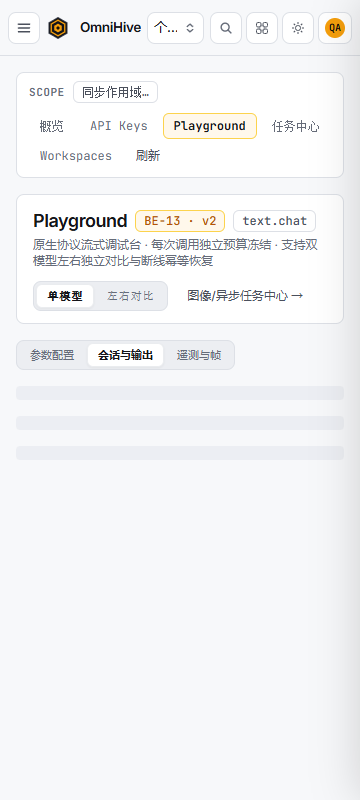 OmniHive 个... QA
SCOPE 同步作用域...
概览 API Keys Playground 任务中心
Workspaces 刷新
Playground BE-13 · v2 text.chat
原生协议流式调试台 · 每次调用独立预算冻结 · 支持双
模型左右独立对比与断线幂等恢复
单模型 左右对比 图像/异步任务中心 →
参数配置 会话与输出 遥测与帧